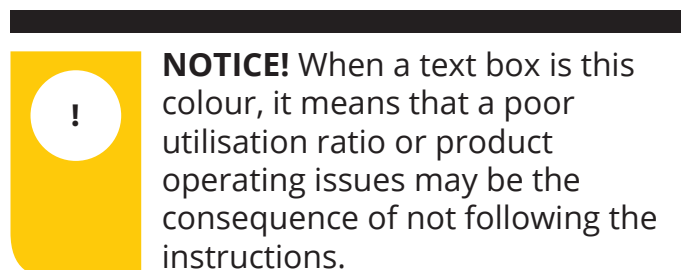 !
NOTICE! When a text box is this
colour, it means that a poor
utilisation ratio or product
operating issues may be the
consequence of not following the
instructions.